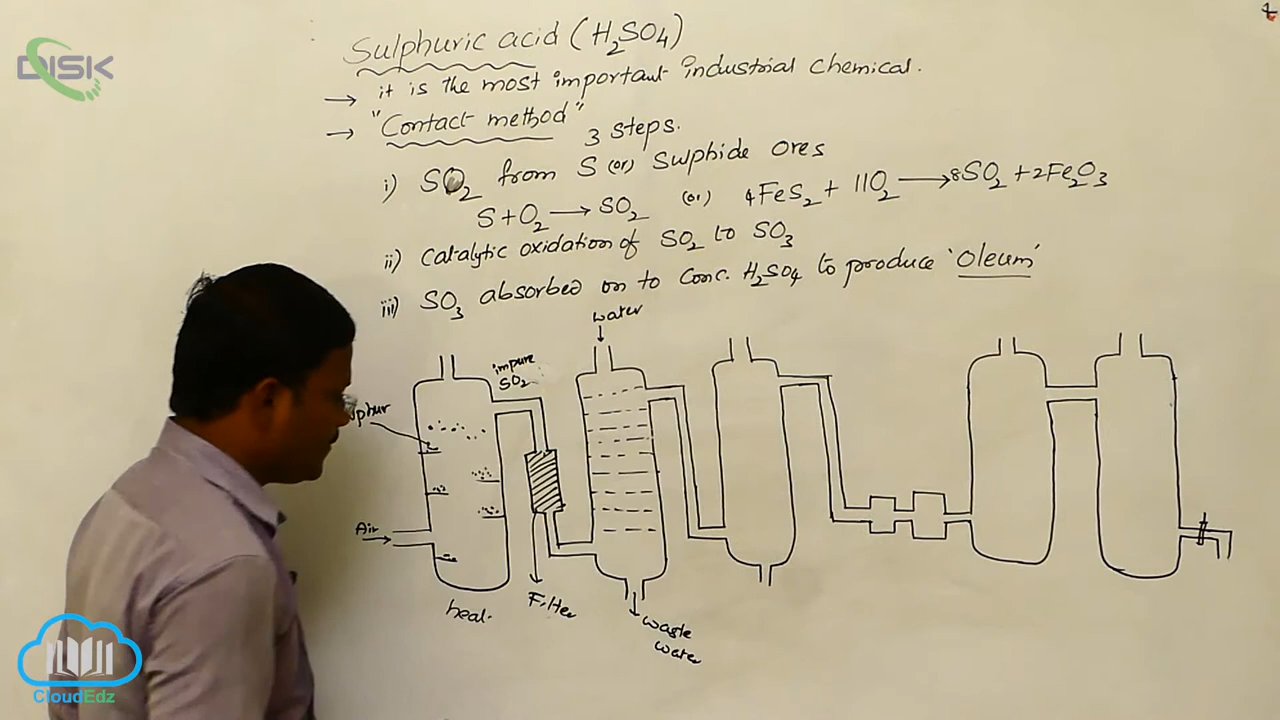 DISK
Sulphuric acid (H₂SO₄)
→ it is the most important industrial chemical.
→ "Contact method"
3 steps.
i) SO₂ from S (or) Sulphide Ores
S + O₂ → SO₂ (or) 4FeS₂ + 11O₂ → 8SO₂ + 2Fe₂O₃
ii) Catalytic oxidation of SO₂ to SO₃
iii) SO₃ absorbed on to Conc. H₂SO₄ to produce 'Oleum'
water
impure
SO₂
Air
heat.
Filter
waste
water
CloudEdz